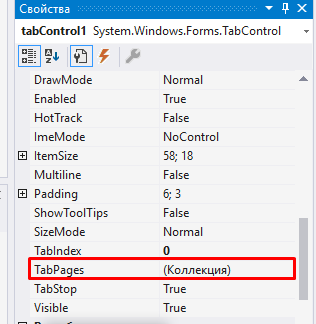 Свойства
tabControl1 System.Windows.Forms.TabControl
DrawMode Normal
Enabled True
HotTrack False
ImeMode NoControl
ItemSize 58; 18
Multiline False
Padding 6; 3
ShowToolTips False
SizeMode Normal
TabIndex 0
TabPages (Коллекция)
TabStop True
Visible True